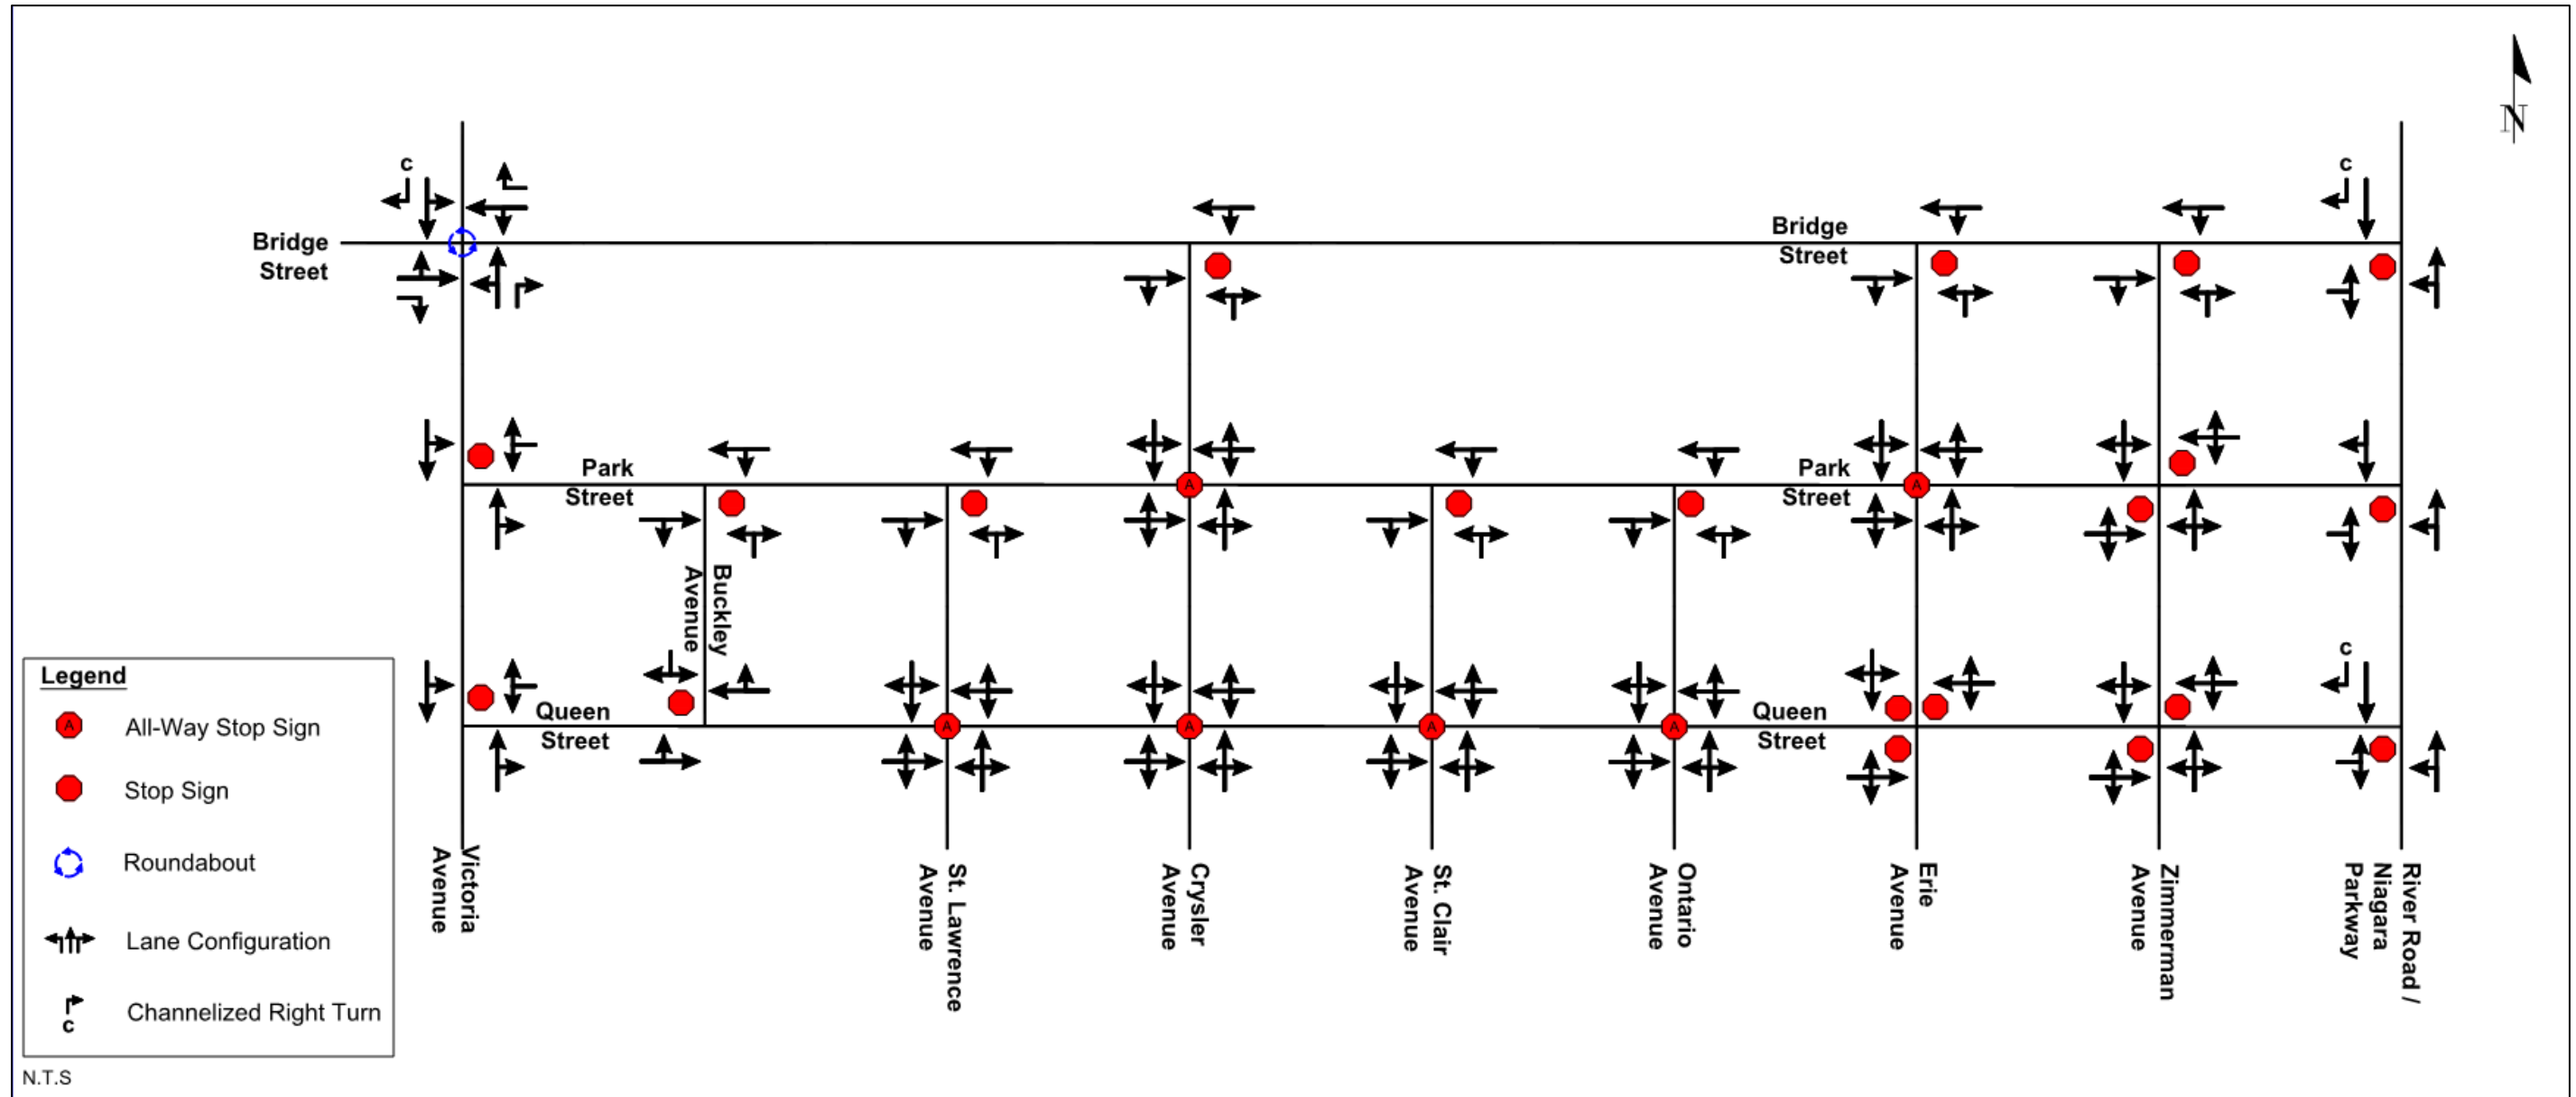 N
c
c
Bridge
Street
Bridge
Street
Park
Street
Park
Street
Buckley
Avenue
c
Queen
Street
Queen
Street
Victoria
Avenue
St. Lawrence
Avenue
Crysler
Avenue
St. Clair
Avenue
Ontario
Avenue
Erie
Avenue
Zimmerman
Avenue
River Road /
Niagara
Parkway
A
A
A
A
A
A
Legend
A All-Way Stop Sign
Stop Sign
Roundabout
Lane Configuration
c Channelized Right Turn
N.T.S